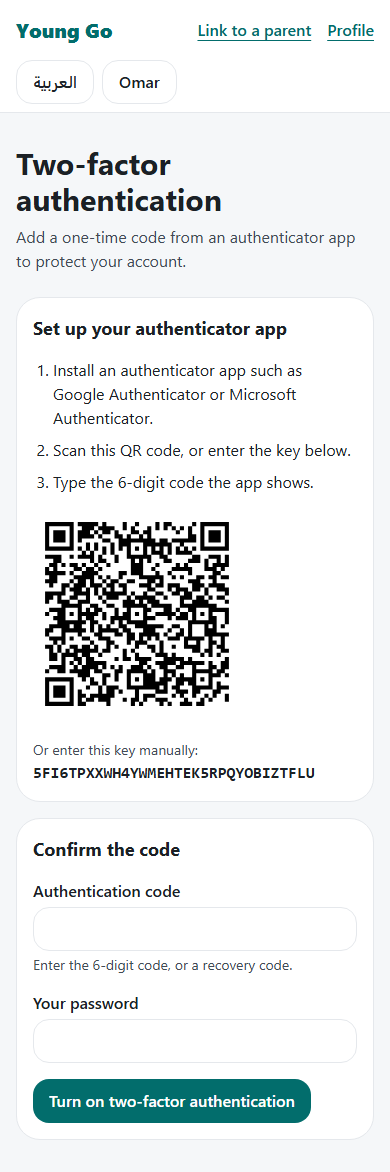 Young Go
Link to a parent
Profile
العربية
Omar
Two-factor
authentication
Add a one-time code from an authenticator app
to protect your account.
Set up your authenticator app
1. Install an authenticator app such as
Google Authenticator or Microsoft
Authenticator.
2. Scan this QR code, or enter the key below.
3. Type the 6-digit code the app shows.
Or enter this key manually:
5FI6TPXXWH4YWMEHTEK5RPQYOBIZTFLU
Confirm the code
Authentication code
Enter the 6-digit code, or a recovery code.
Your password
Turn on two-factor authentication